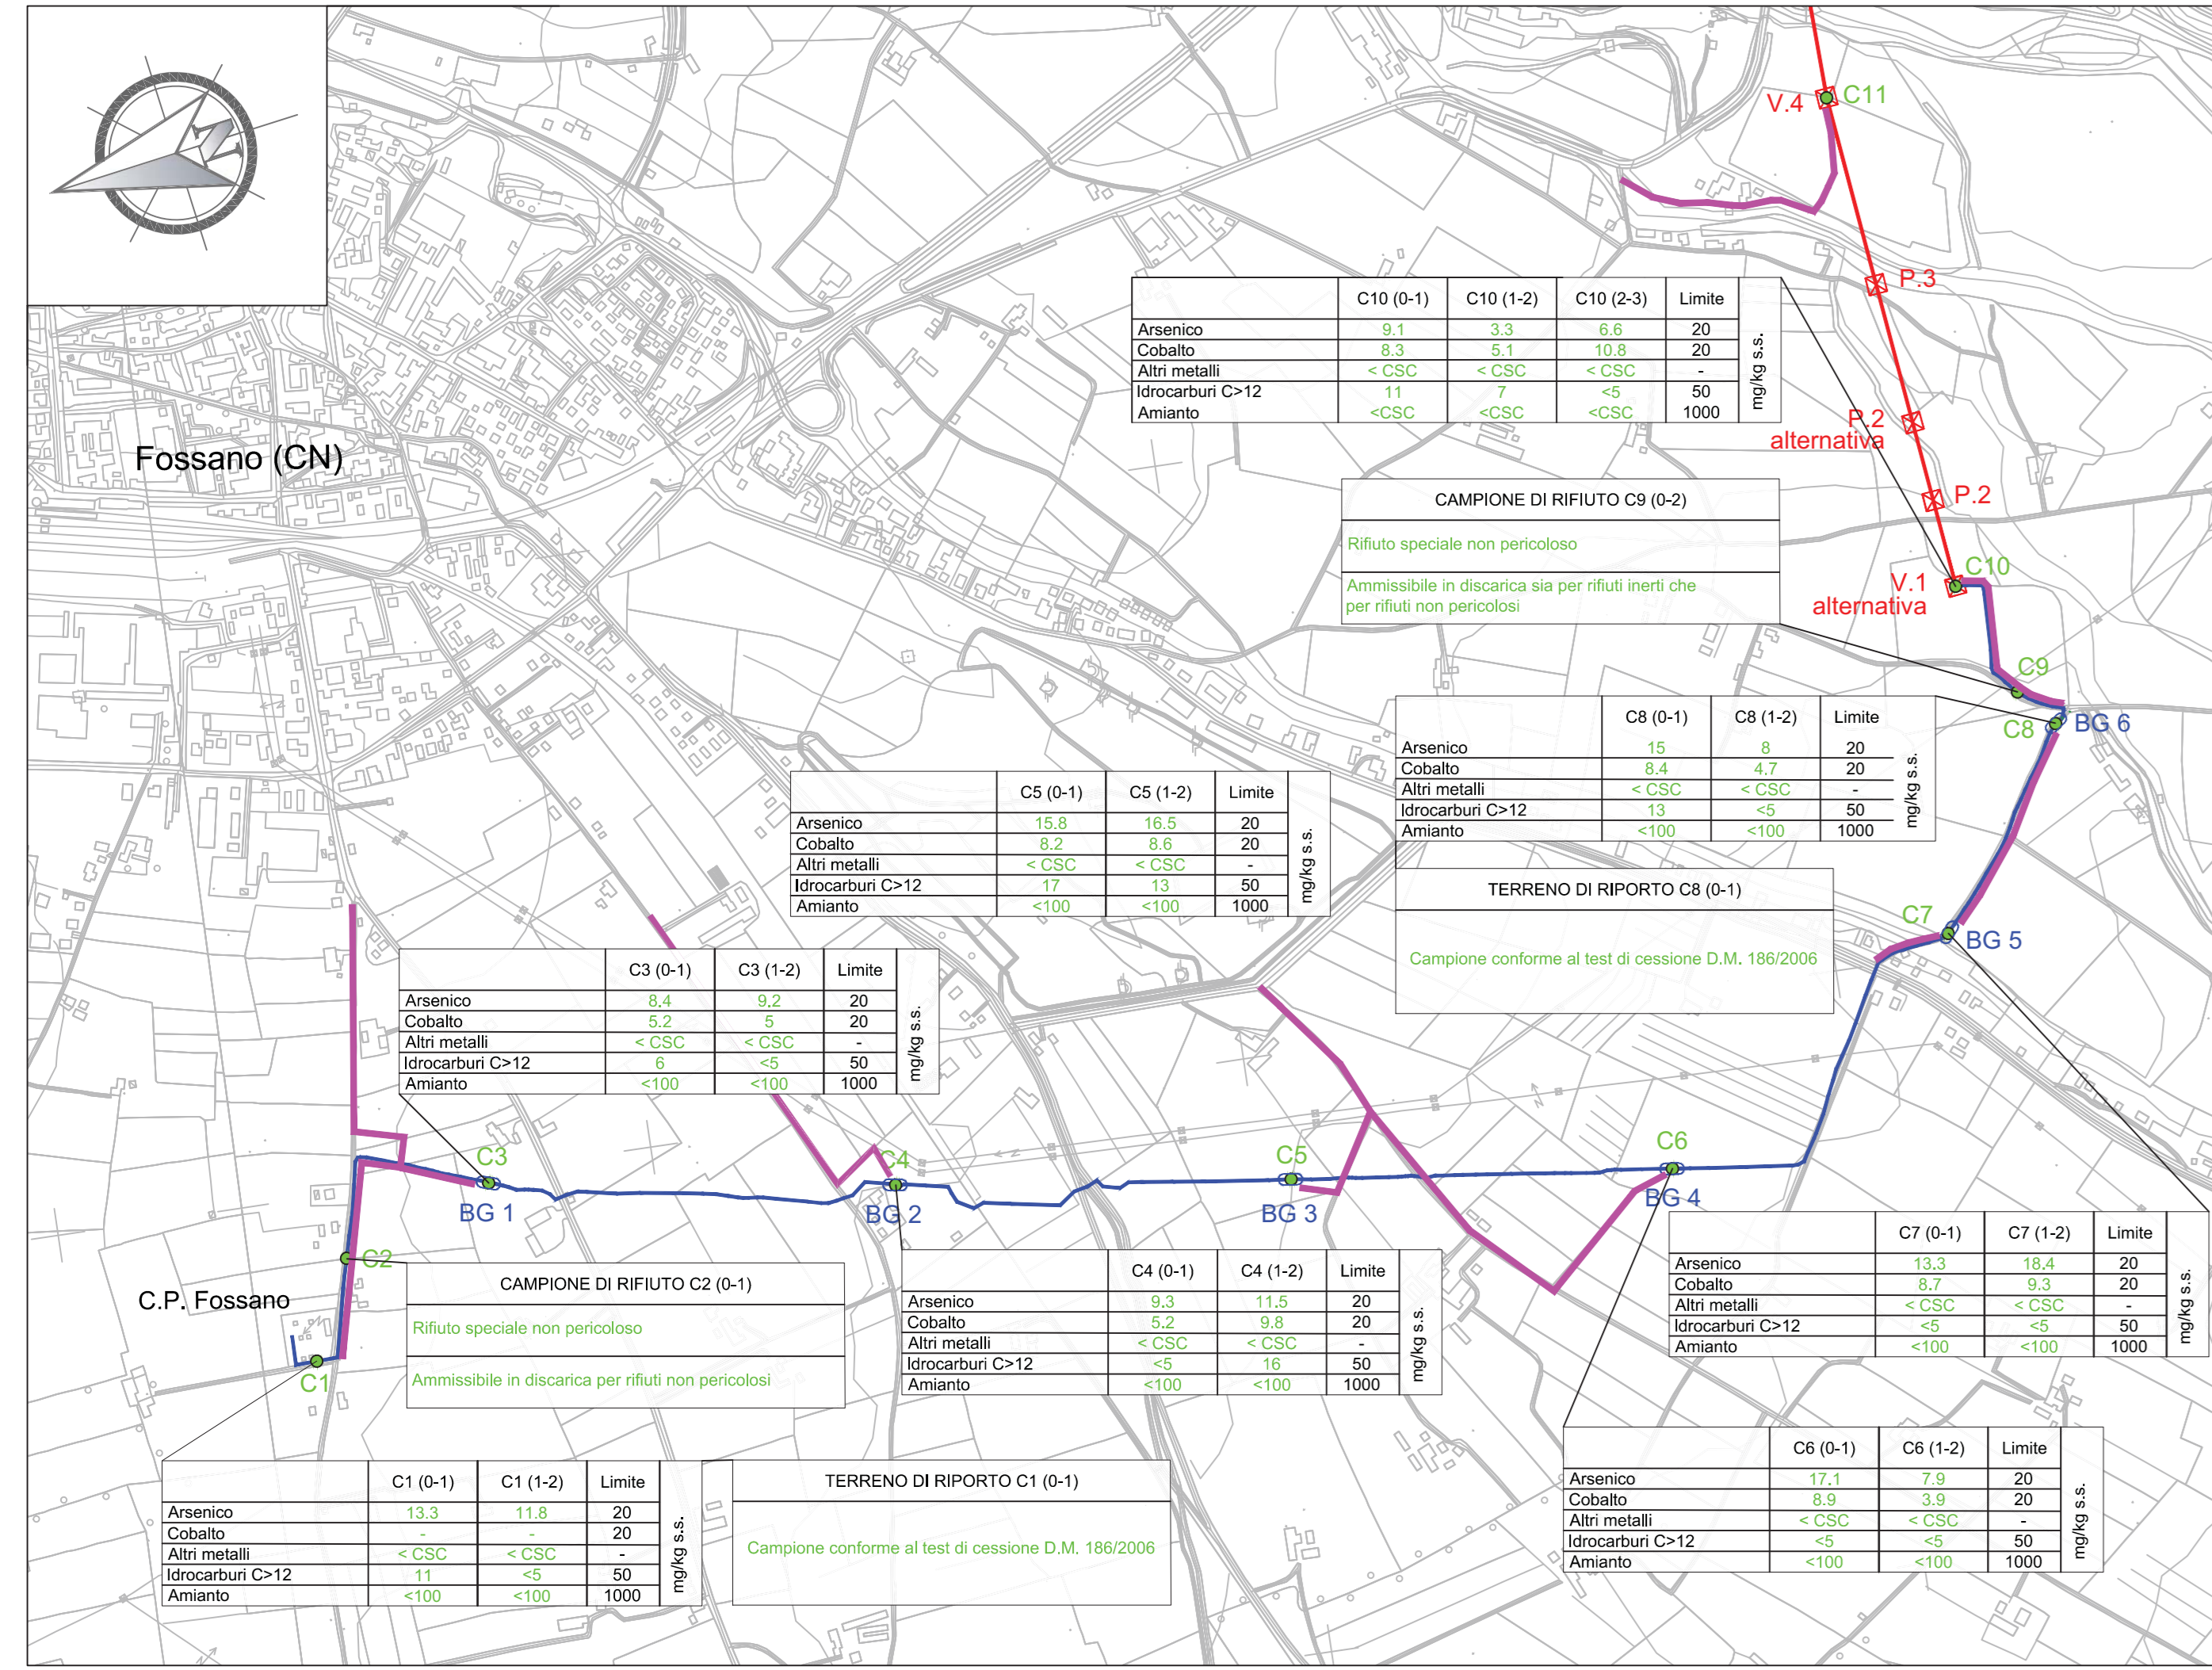 N
Fossano (CN)
V.4
C11
P.3
P.2
alternativa
P.2
V.1
alternativa
C10
C10 (0-1) C10 (1-2) C10 (2-3) Limite
Arsenico 9.1 3.3 6.6 20
Cobalto 8.3 5.1 10.8 20
Altri metalli < CSC < CSC < CSC -
Idrocarburi C>12 11 7 <5 50
Amianto <CSC <CSC <CSC 1000
mg/kg s.s.
CAMPIONE DI RIFIUTO C9 (0-2)
Rifiuto speciale non pericoloso
Ammissibile in discarica sia per rifiuti inerti che
per rifiuti non pericolosi
C9
C8
BG 6
C8 (0-1) C8 (1-2) Limite
Arsenico 15 8 20
Cobalto 8.4 4.7 20
Altri metalli < CSC < CSC -
Idrocarburi C>12 13 <5 50
Amianto <100 <100 1000
mg/kg s.s.
TERRENO DI RIPORTO C8 (0-1)
Campione conforme al test di cessione D.M. 186/2006
C7
BG 5
C5 (0-1) C5 (1-2) Limite
Arsenico 15.8 16.5 20
Cobalto 8.2 8.6 20
Altri metalli < CSC < CSC -
Idrocarburi C>12 17 13 50
Amianto <100 <100 1000
mg/kg s.s.
C3 (0-1) C3 (1-2) Limite
Arsenico 8.4 9.2 20
Cobalto 5.2 5 20
Altri metalli < CSC < CSC -
Idrocarburi C>12 6 <5 50
Amianto <100 <100 1000
mg/kg s.s.
C3
BG 1
C4
BG 2
C5
BG 3
C6
BG 4
C2
C.P. Fossano
C1
CAMPIONE DI RIFIUTO C2 (0-1)
Rifiuto speciale non pericoloso
Ammissibile in discarica per rifiuti non pericolosi
C4 (0-1) C4 (1-2) Limite
Arsenico 9.3 11.5 20
Cobalto 5.2 9.8 20
Altri metalli < CSC < CSC -
Idrocarburi C>12 <5 16 50
Amianto <100 <100 1000
mg/kg s.s.
C7 (0-1) C7 (1-2) Limite
Arsenico 13.3 18.4 20
Cobalto 8.7 9.3 20
Altri metalli < CSC < CSC -
Idrocarburi C>12 <5 <5 50
Amianto <100 <100 1000
mg/kg s.s.
C1 (0-1) C1 (1-2) Limite
Arsenico 13.3 11.8 20
Cobalto - - 20
Altri metalli < CSC < CSC -
Idrocarburi C>12 11 <5 50
Amianto <100 <100 1000
mg/kg s.s.
TERRENO DI RIPORTO C1 (0-1)
Campione conforme al test di cessione D.M. 186/2006
C6 (0-1) C6 (1-2) Limite
Arsenico 17.1 7.9 20
Cobalto 8.9 3.9 20
Altri metalli < CSC < CSC -
Idrocarburi C>12 <5 <5 50
Amianto <100 <100 1000
mg/kg s.s.